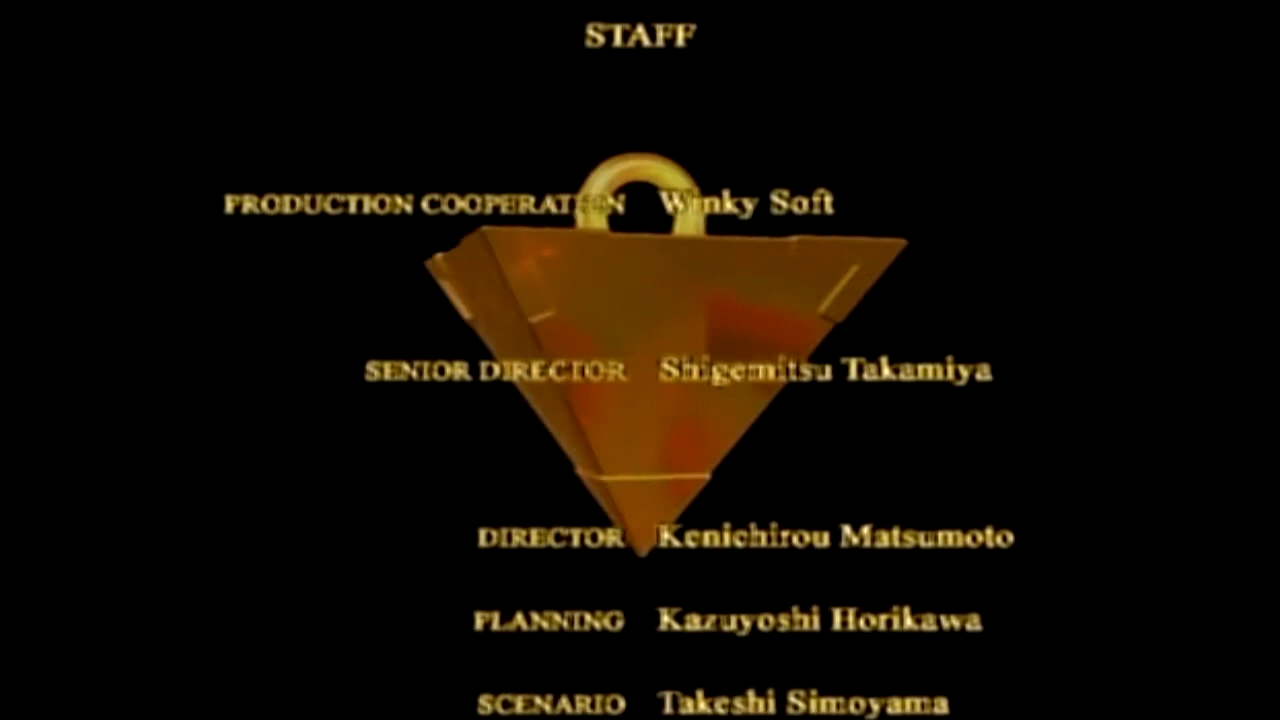 STAFF
PRODUCTION COOPERATION Winky Soft
SENIOR DIRECTOR Shigemitsu Takamiya
DIRECTOR Kenichirou Matsumoto
PLANNING Kazuyoshi Horikawa
SCENARIO Takeshi Simoyama